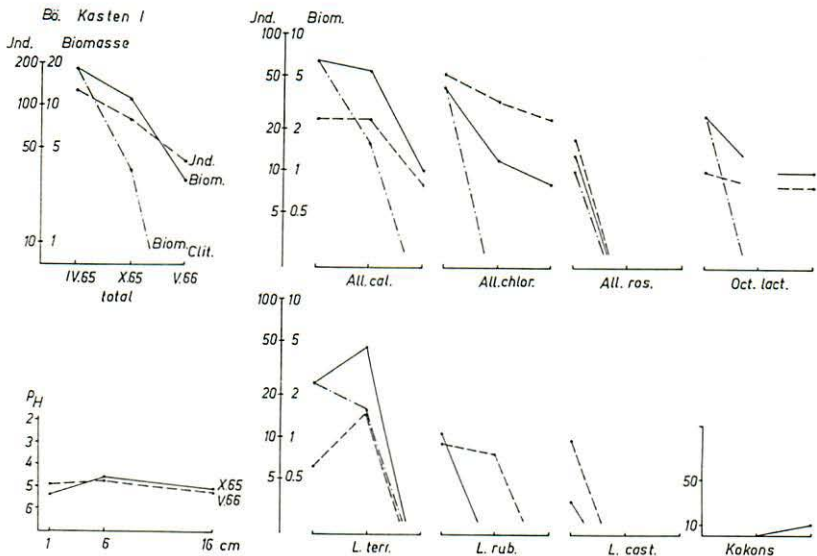 Bö. Kasten I
Jnd. Biomasse
200 20
100 10
50 5
10 1
Jnd.
Biom.
Biom. Clit.
IV.65 X.65 V.66
total
Jnd. Biom.
100 10
50 5
20 2
10 1
5 0.5
All. cal. All. chlor. All. ros. Oct. lact.
PH
2
3
4
5
6
X.65
V.66
1 6 16 cm
100 10
50 5
20 2
10 1
5 0.5
L. terr. L. rub. L. cast.
50
10
Kokons